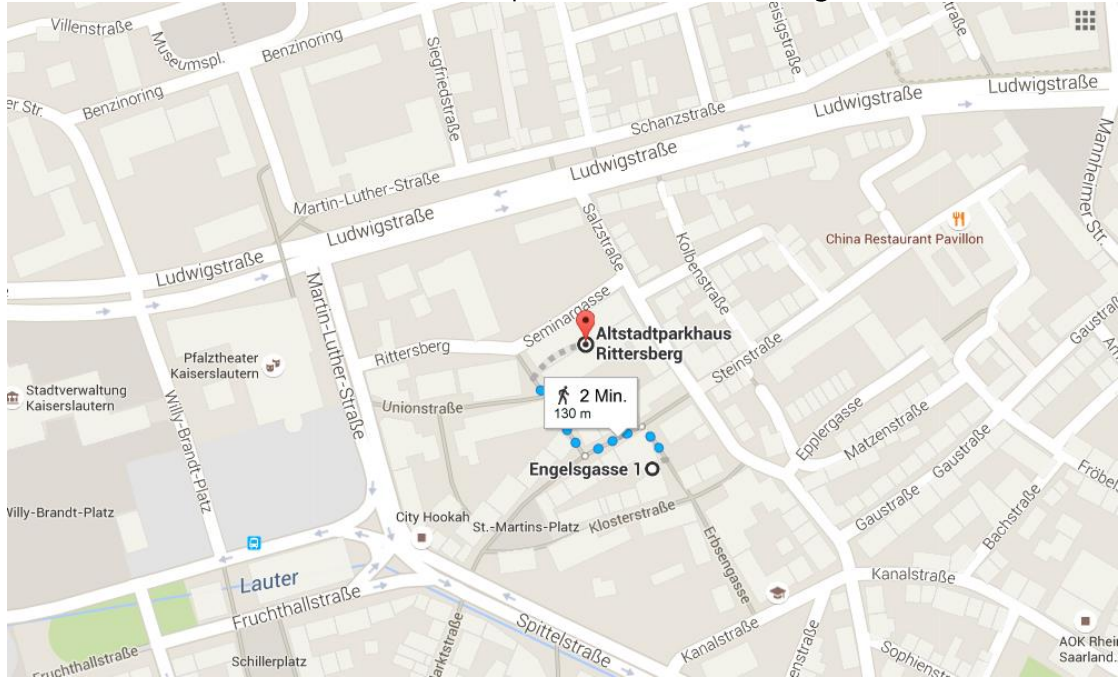 Villenstraße
Museumspl.
Benzinoring
Benzinoring
Siegfriedstraße
Schanzstraße
Ludwigstraße
Ludwigstraße
Mannheimer Str.
er Str.
Martin-Luther-Straße
Ludwigstraße
Ludwigstraße
Ludwigstraße
Salzstraße
Kolbenstraße
China Restaurant Pavillon
Martin-Luther-Straße
Seminargasse
Rittersberg
Altstadtparkhaus
Rittersberg
Steinstraße
Gaustraße
Pfalztheater
Kaiserslautern
Stadtverwaltung
Kaiserslautern
Willy-Brandt-Platz
Unionstraße
2 Min.
130 m
Engelsgasse 1
Epplergasse
Matzenstraße
Gaustraße
Gaustraße
Bachstraße
Willy-Brandt-Platz
City Hookah
St.-Martins-Platz
Klosterstraße
Erbsengasse
Lauter
Fruchthallstraße
Kanalstraße
Spittelstraße
Kanalstraße
Fruchthallstraße
Schillerplatz
Sophienst
AOK Rhei
Saarland.